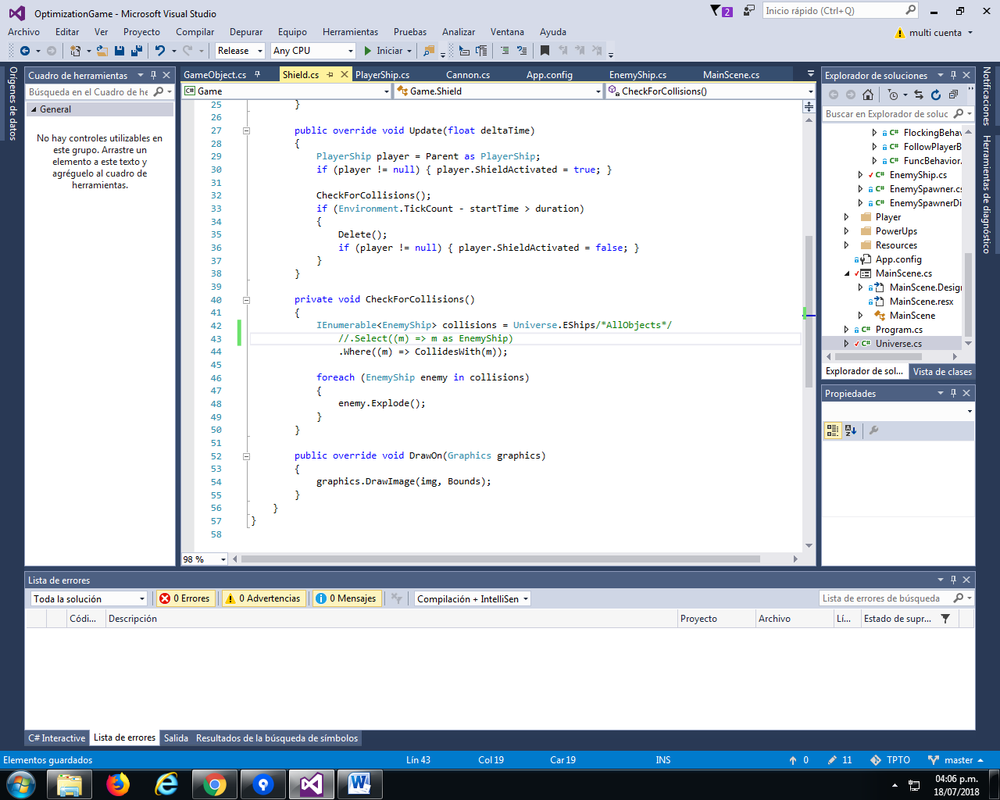 OptimizationGame - Microsoft Visual Studio
2
Inicio rápido (Ctrl+Q)
Archivo Editar Ver Proyecto Compilar Depurar Equipo Herramientas Pruebas Analizar Ventana Ayuda
multi cuenta
Release Any CPU Iniciar
Orígenes de datos
Cuadro de herramientas
Búsqueda en el Cuadro de he
General
No hay controles utilizables en
este grupo. Arrastre un
elemento a este texto y
agréguelo al cuadro de
herramientas.
GameObject.cs Shield.cs PlayerShip.cs Cannon.cs App.config EnemyShip.cs MainScene.cs
Game Game.Shield CheckForCollisions()
25 }
26
27 public override void Update(float deltaTime)
28 {
29 PlayerShip player = Parent as PlayerShip;
30 if (player != null) { player.ShieldActivated = true; }
31
32 CheckForCollisions();
33 if (Environment.TickCount - startTime > duration)
34 {
35 Delete();
36 if (player != null) { player.ShieldActivated = false; }
37 }
38 }
39
40 private void CheckForCollisions()
41 {
42 IEnumerable<EnemyShip> collisions = Universe.EShips/*AllObjects*/
43 //.Select((m) => m as EnemyShip)
44 .Where((m) => CollidesWith(m));
45
46 foreach (EnemyShip enemy in collisions)
47 {
48 enemy.Explode();
49 }
50 }
51
52 public override void DrawOn(Graphics graphics)
53 {
54 graphics.DrawImage(img, Bounds);
55 }
56 }
57 }
58
98 %
Explorador de soluciones
Buscar en Explorador de soluc
C# FlockingBehav
C# FollowPlayerB
C# FuncBehavior.
C# EnemyShip.cs
C# EnemySpawner.cs
C# EnemySpawnerDi
Player
PowerUps
Resources
App.config
MainScene.cs
MainScene.Desig
MainScene.resx
MainScene
C# Program.cs
C# Universe.cs
Explorador de sol... Vista de clases
Propiedades
Notificaciones
Herramientas de diagnóstico
Lista de errores
Toda la solución 0 Errores 0 Advertencias 0 Mensajes Compilación + IntelliSen Lista de errores de búsqueda
Códi... Descripción Proyecto Archivo Lí... Estado de supr...
C# Interactive Lista de errores Salida Resultados de la búsqueda de símbolos
Elementos guardados Lín 43 Col 19 Car 19 INS 0 11 TPTO master
04:06 p.m.
18/07/2018